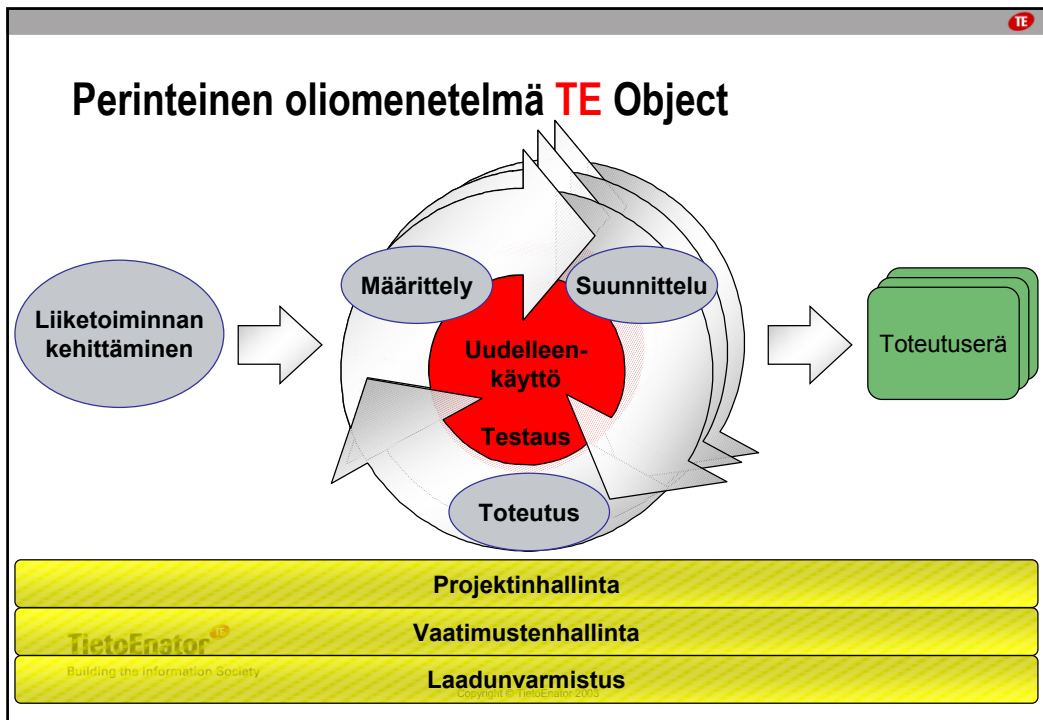 TE
Perinteinen oliomenetelmä TE Object
Määrittely
Suunnittelu
Liiketoiminnan
kehittäminen
Uudelleen-
käyttö
Testaus
Toteutus
Toteutuserä
Projektinhallinta
Vaatimustenhallinta
TietoEnator TE
Building the Information Society
Laadunvarmistus
Copyright © TietoEnator 2003